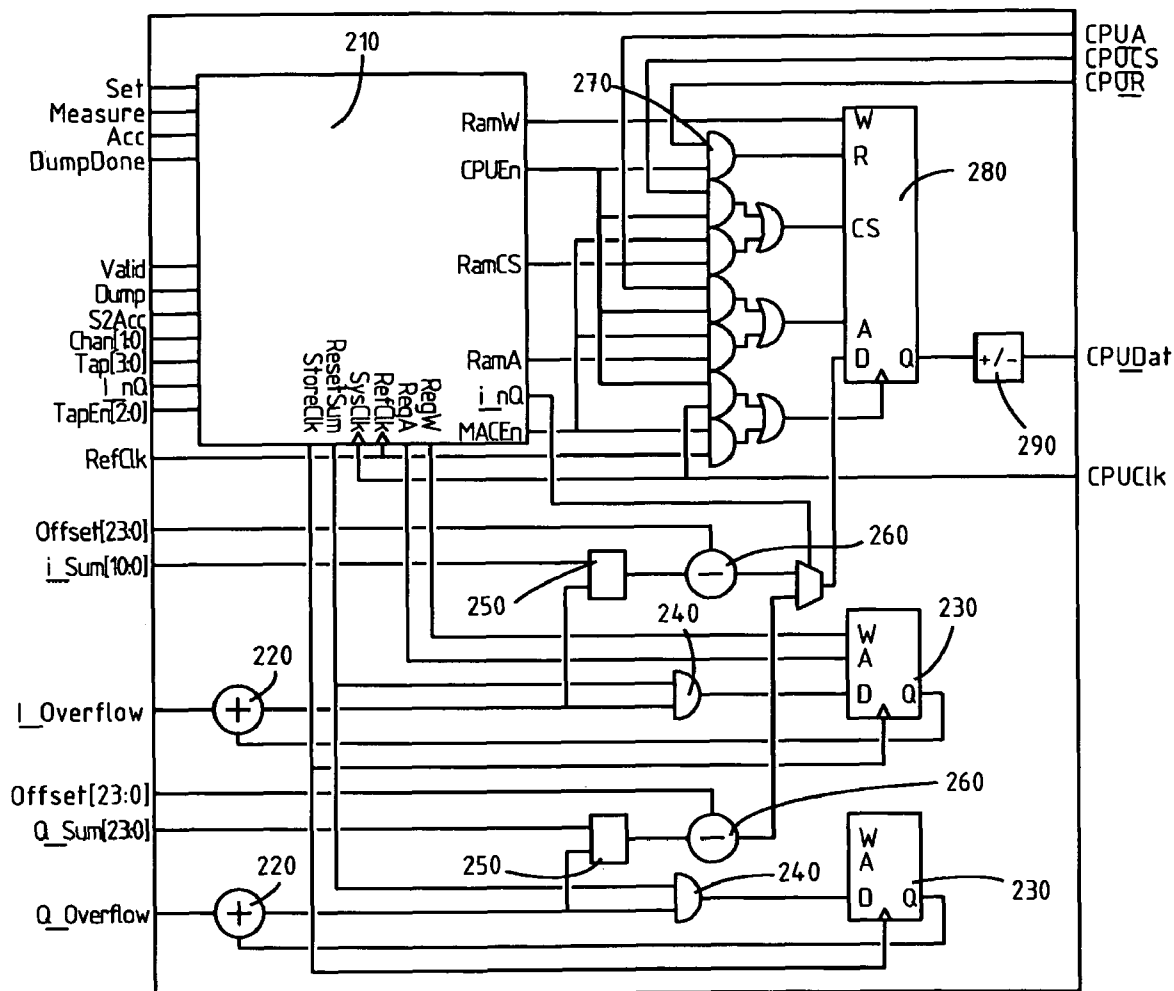 CPUA
CPUCS
CPUR
210
270
Set
Measure
Acc
DumpDone
RamW
CPUEn
W
R
280
CS
Valid
Dump
S2Acc
Chan[1:0]
Tap[3:0]
i_nQ
TapEn[2:0]
RamCS
RamA
i_nQ
MACEn
A
D Q
+/-
CPUDat
290
StoreClk
ResetSum
SysClk
RefClk
RegA
RegW
RefClk
CPUClk
Offset[23:0]
i_Sum[10:0]
250
260
−
240
230
W
A
D Q
220
I_Overflow
+
Offset[23:0]
Q_Sum[23:0]
260
−
250
W
A
D Q
230
240
220
Q_Overflow
+